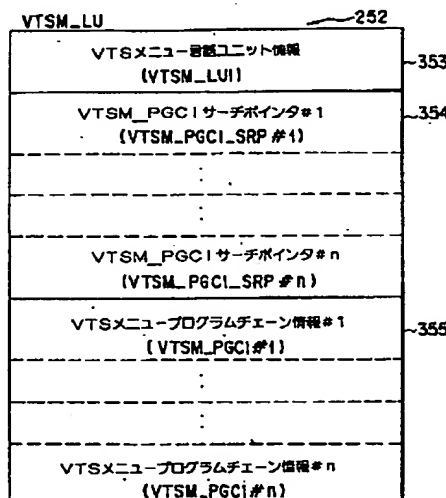 VTSM_LU
252
VTSメニュー言語ユニット情報
(VTSM_LUI)
353
VTSM_PGCIサーチポインタ#1
(VTSM_PGCI_SRP #1)
354
VTSM_PGCIサーチポインタ#n
(VTSM_PGCI_SRP #n)
VTSメニュープログラムチェーン情報#1
(VTSM_PGCI#1)
355
VTSメニュープログラムチェーン情報#n
(VTSM_PGCI#n)